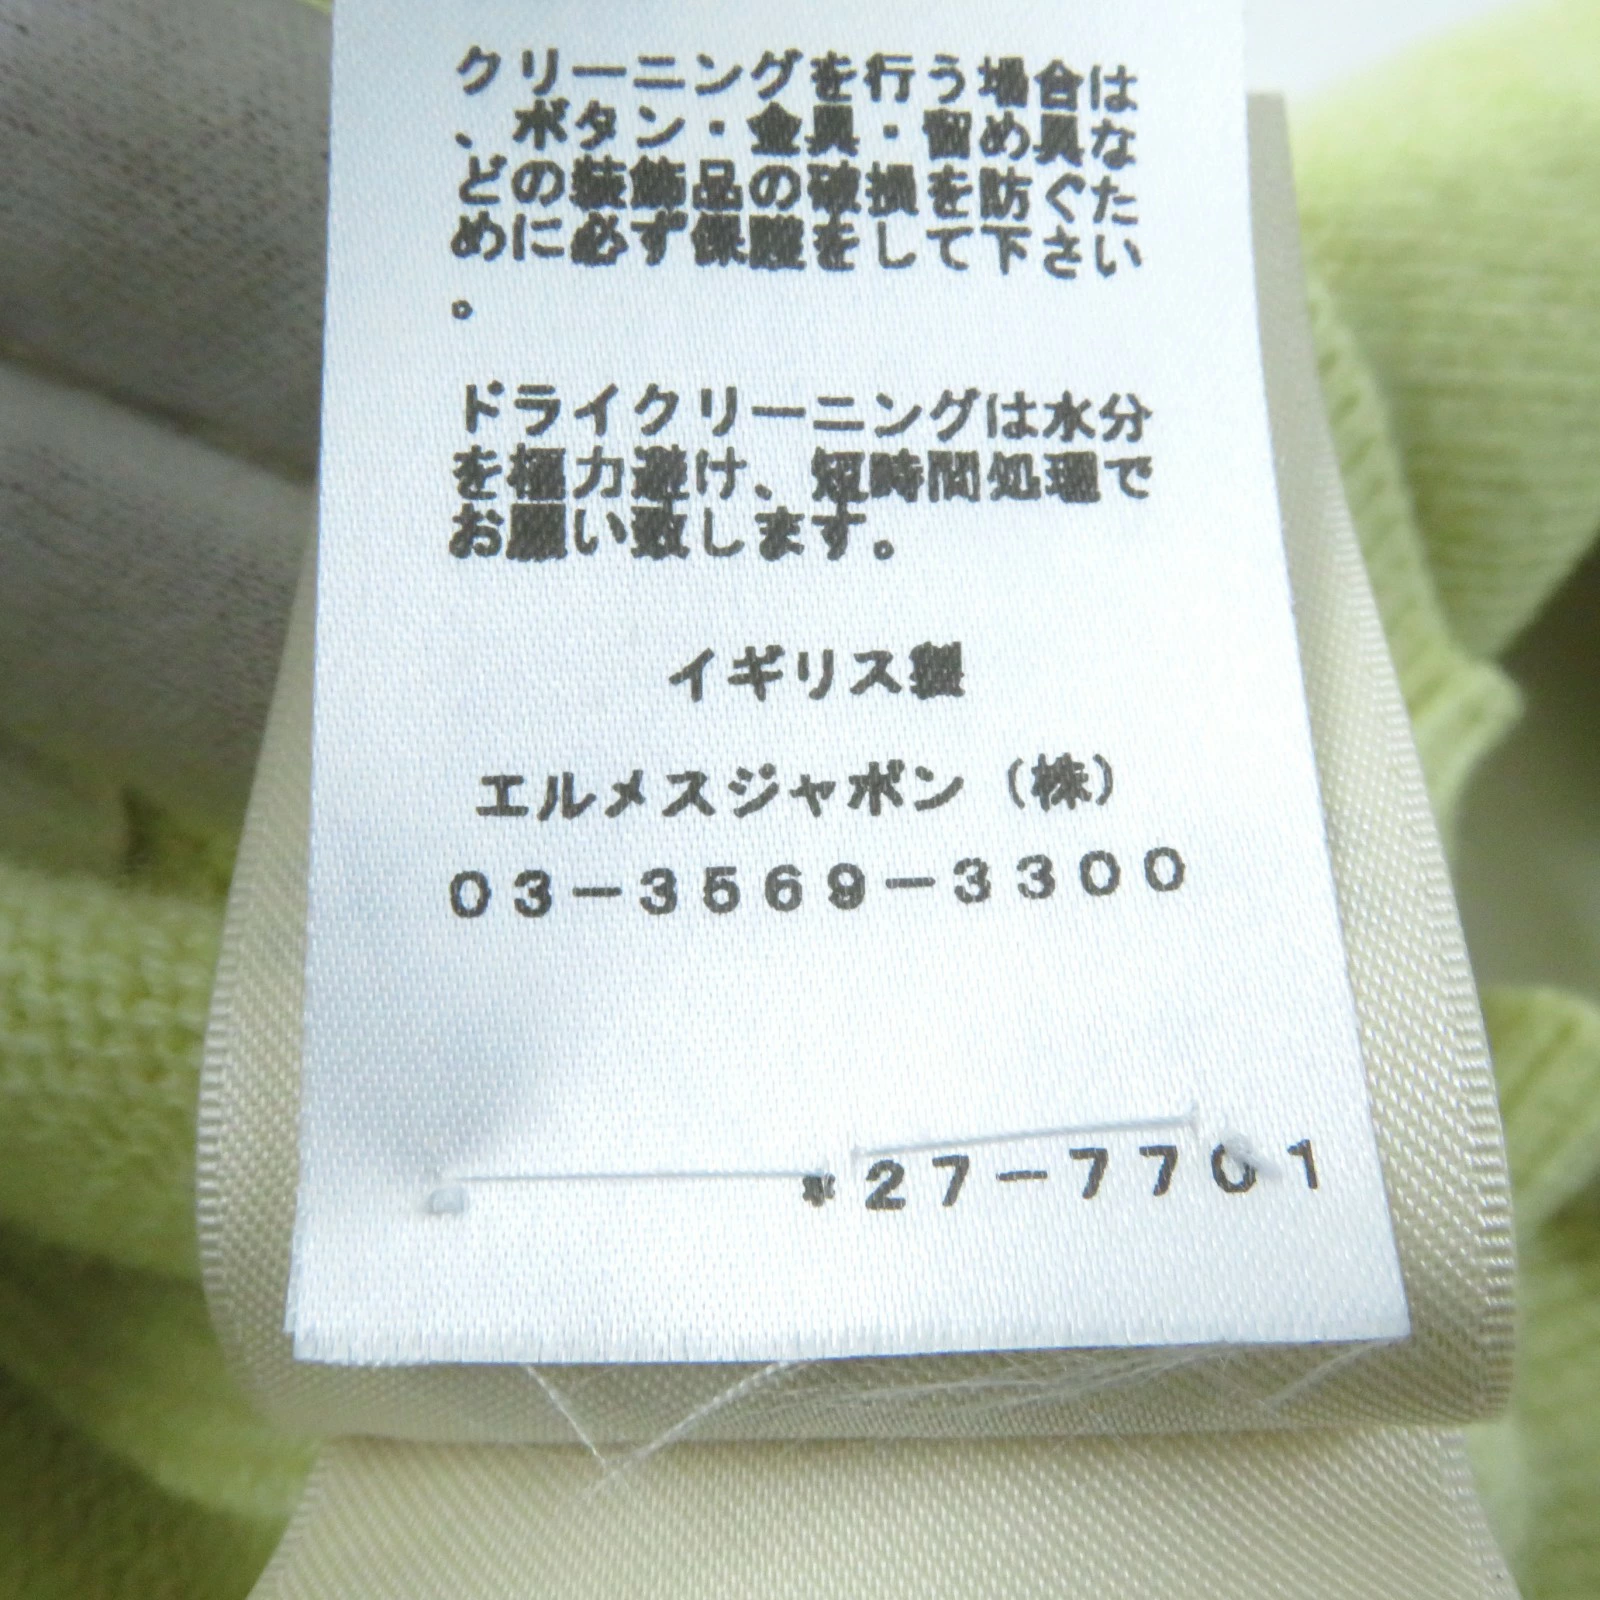 クリーニングを行う場合は
、ボタン・金具・留め具な
どの装飾品の破損を防ぐた
めに必ず保護をして下さい
。
ドライクリーニングは水分
を極力避け、短時間処理で
お願い致します。
イギリス製
エルメスジャポン（株）
03-3569-3300
*27-7701